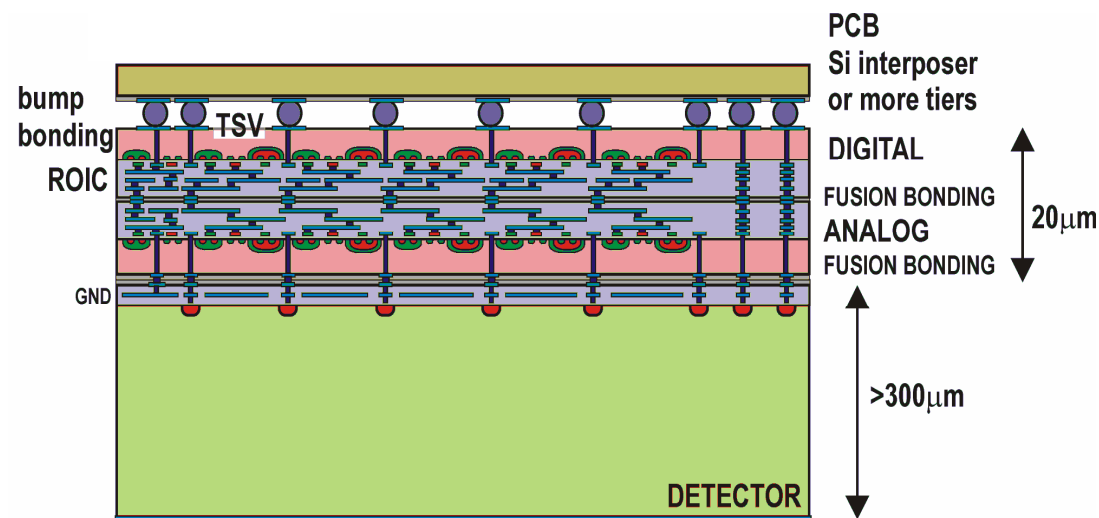 PCB
Si interposer
or more tiers
bump
bonding
TSV
ROIC
DIGITAL
FUSION BONDING
ANALOG
FUSION BONDING
20μm
GND
>300μm
DETECTOR